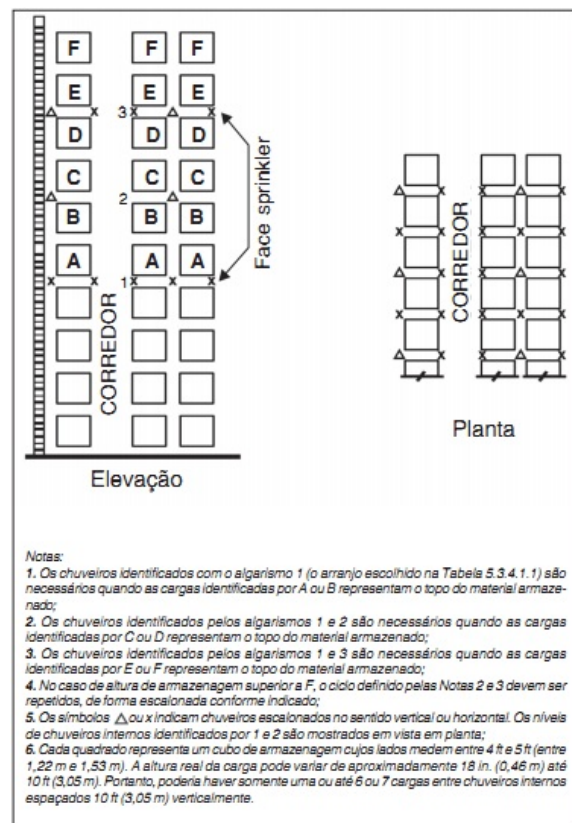 F F F
E E E
3
D D D
C C C
2
B B B
A A A
1
CORREDOR
Face sprinkler
Elevação
CORREDOR
Planta
Notas:
1. Os chuveiros identificados com o algarismo 1 (o arranjo escolhido na Tabela 5.3.4.1.1) são
necessários quando as cargas identificadas por A ou B representam o topo do material armaze-
nado;
2. Os chuveiros identificados pelos algarismos 1 e 2 são necessários quando as cargas
identificadas por C ou D representam o topo do material armazenado;
3. Os chuveiros identificados pelos algarismos 1 e 3 são necessários quando as cargas
identificadas por E ou F representam o topo do material armazenado;
4. No caso de altura de armazenagem superior a F, o ciclo definido pelas Notas 2 e 3 devem ser
repetidos, de forma escalonada conforme indicado;
5. Os símbolos △ ou x indicam chuveiros escalonados no sentido vertical ou horizontal. Os níveis
de chuveiros internos identificados por 1 e 2 são mostrados em vista em planta;
6. Cada quadrado representa um cubo de armazenagem cujos lados medem entre 4 ft e 5 ft (entre
1,22 m e 1,53 m). A altura real da carga pode variar de aproximadamente 18 in. (0,46 m) até
10 ft (3,05 m). Portanto, poderia haver somente uma ou até 6 ou 7 cargas entre chuveiros internos
espaçados 10 ft (3,05 m) verticalmente.